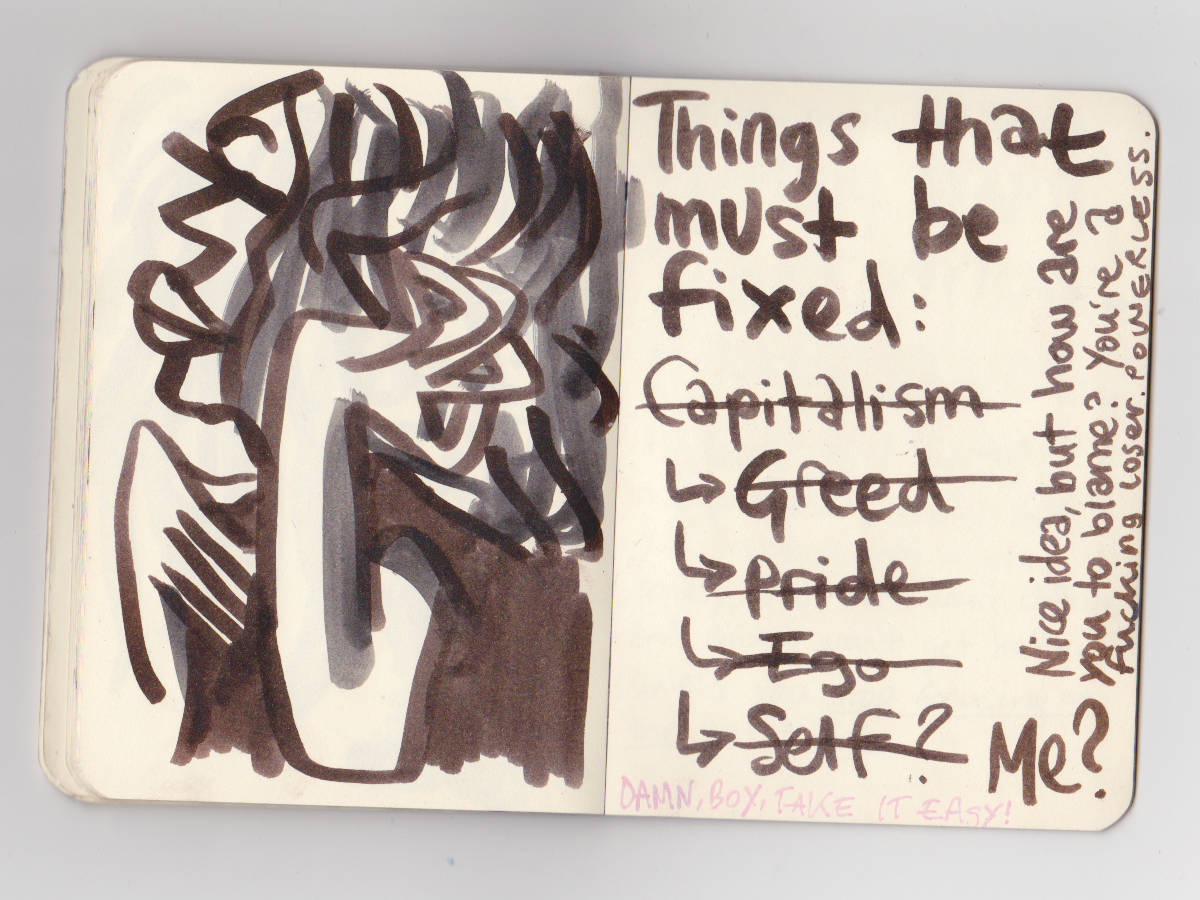 Things that
must be
fixed:
Capitalism
↳ Greed
↳ pride
↳ Ego
↳ Self?
Me?
Nice idea, but how are
you to blame? You're a
fucking loser. POWERLESS.
DAMN, BOY, TAKE IT EASY!